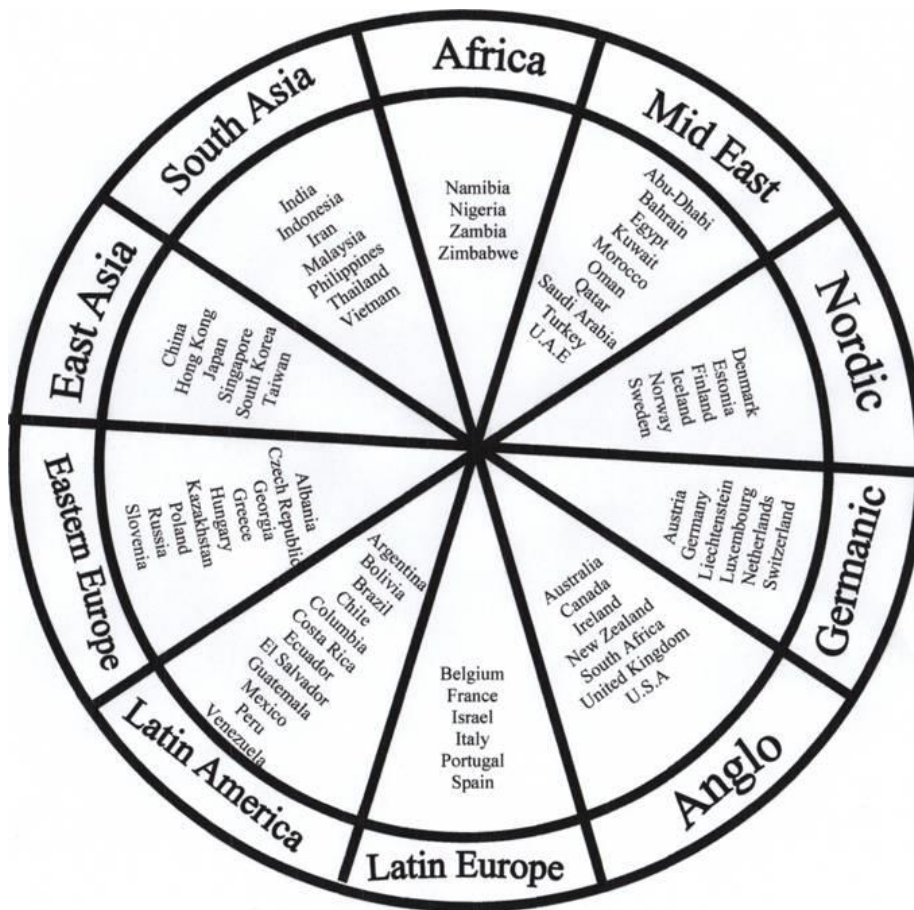 Africa
Namibia
Nigeria
Zambia
Zimbabwe
Mid East
Abu-Dhabi
Bahrain
Egypt
Kuwait
Morocco
Oman
Qatar
Saudi Arabia
Turkey
U.A.E
Nordic
Denmark
Estonia
Finland
Iceland
Norway
Sweden
Germanic
Austria
Germany
Liechtenstein
Luxembourg
Netherlands
Switzerland
Anglo
Australia
Canada
Ireland
New Zealand
South Africa
United Kingdom
U.S.A
Latin Europe
Belgium
France
Israel
Italy
Portugal
Spain
Latin America
Argentina
Bolivia
Brazil
Chile
Columbia
Costa Rica
Ecuador
El Salvador
Guatemala
Mexico
Peru
Venezuela
Eastern Europe
Albania
Czech Republic
Georgia
Greece
Hungary
Kazakhstan
Poland
Russia
Slovenia
East Asia
China
Hong Kong
Japan
Singapore
South Korea
Taiwan
South Asia
India
Indonesia
Iran
Malaysia
Philippines
Thailand
Vietnam